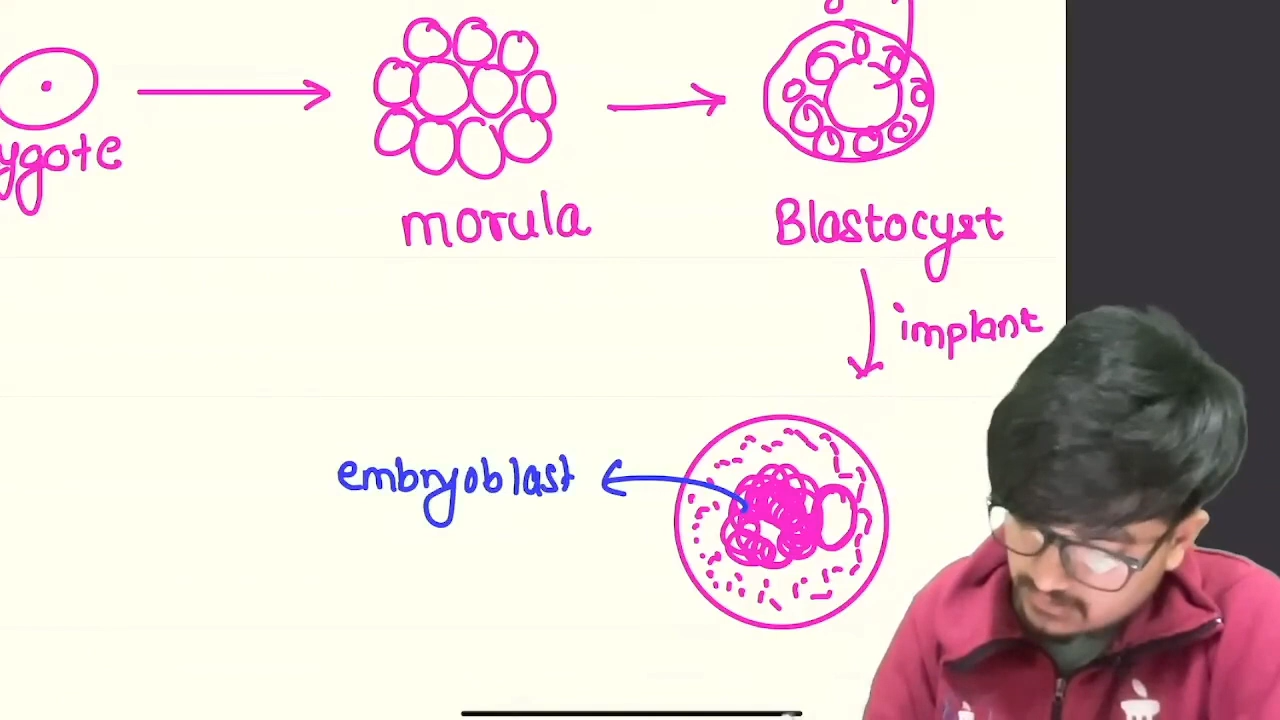 ygote
morula
Blastocyst
implant
embryoblast